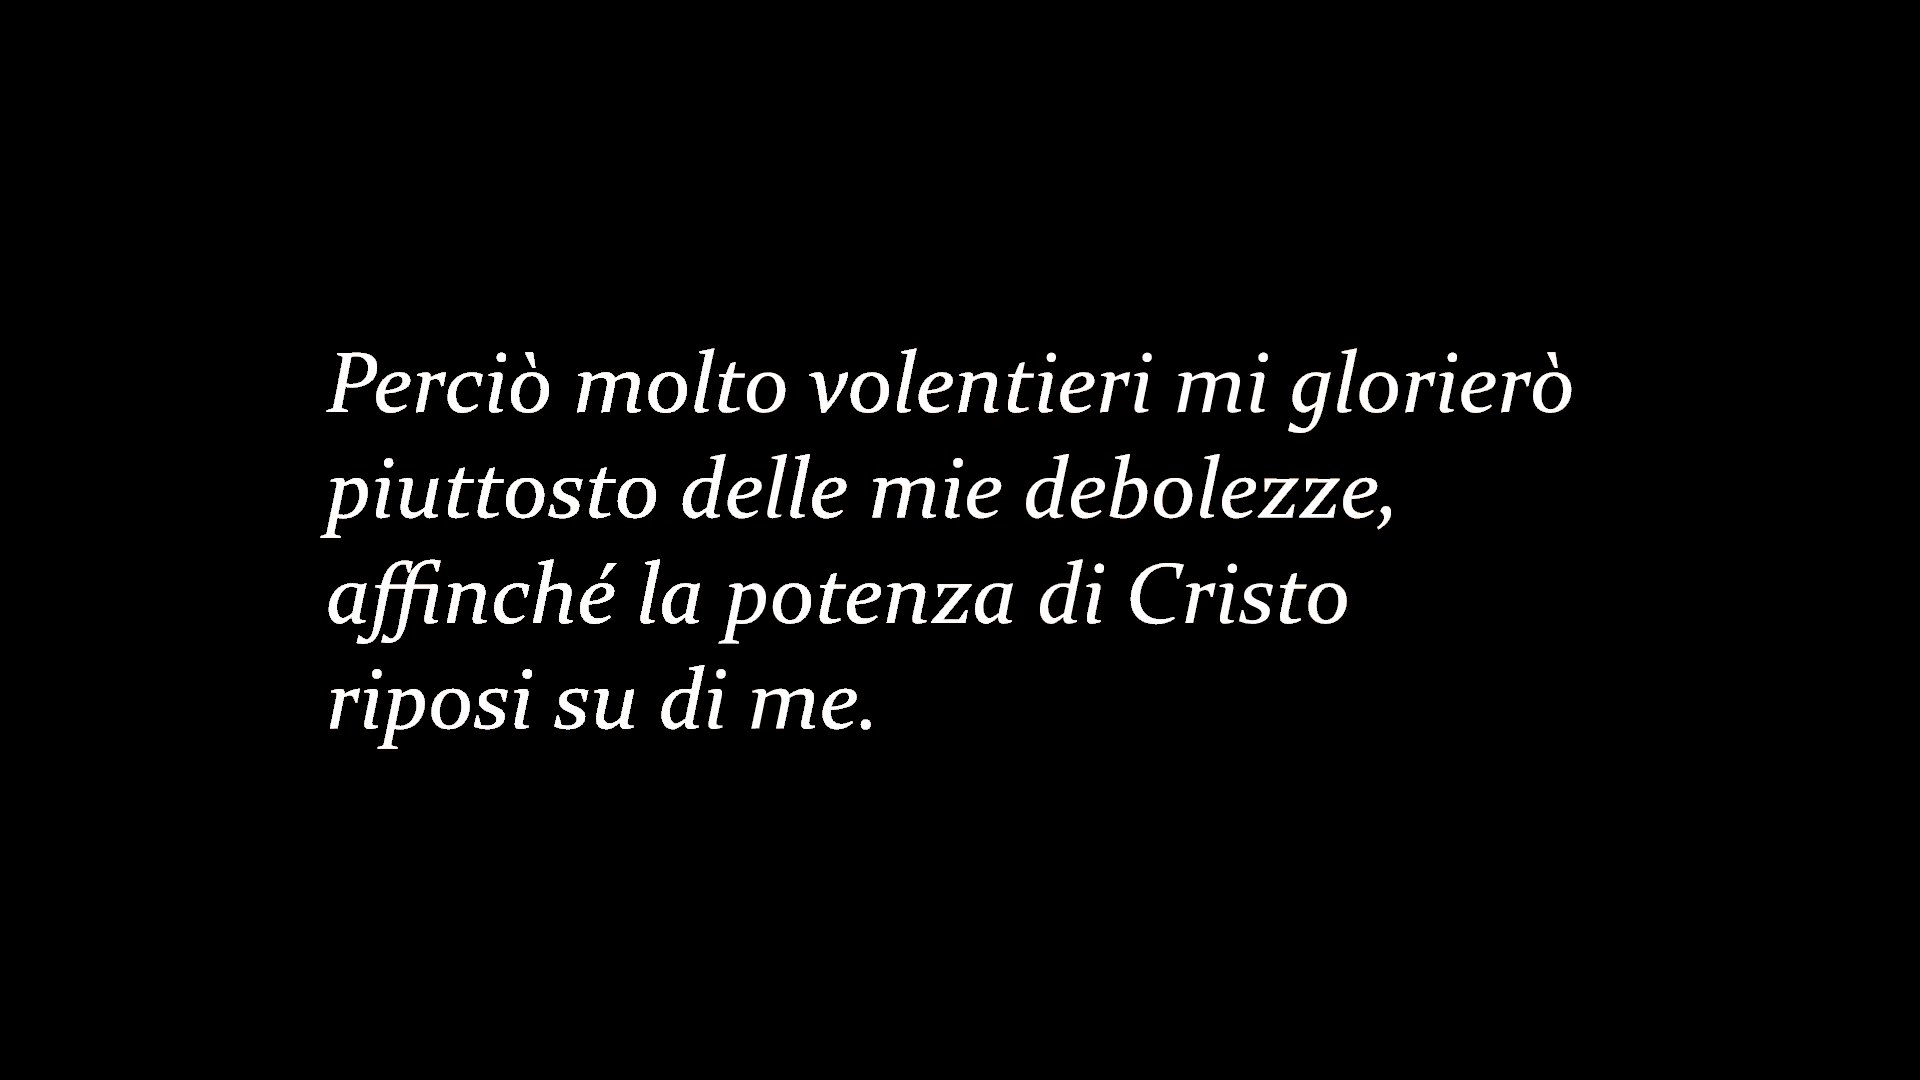 Perciò molto volentieri mi glorierò
piuttosto delle mie debolezze,
affinché la potenza di Cristo
riposi su di me.